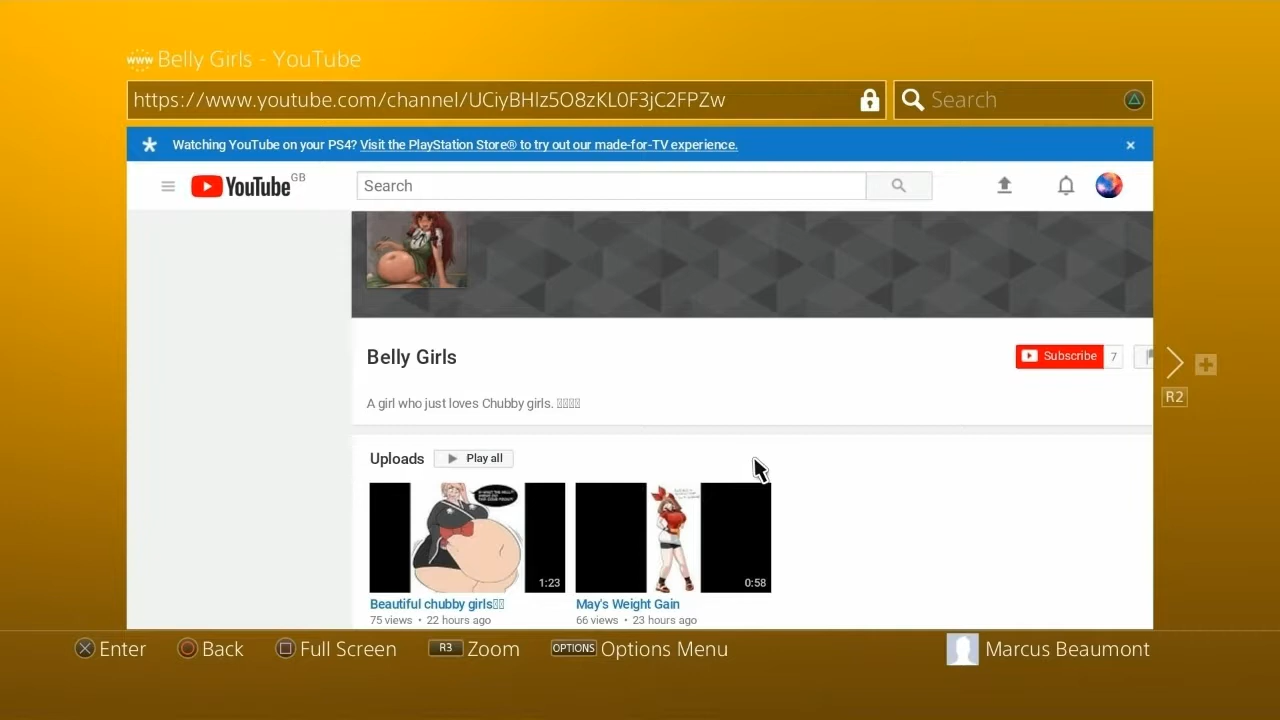 www Belly Girls - YouTube
https://www.youtube.com/channel/UCiyBHlz5O8zKL0F3jC2FPZw
Search
Watching YouTube on your PS4? Visit the PlayStation Store® to try out our made-for-TV experience.
YouTube GB
Search
Belly Girls
Subscribe 7
A girl who just loves Chubby girls.
R2
Uploads Play all
1:23 0:58
Beautiful chubby girls May's Weight Gain
75 views • 22 hours ago 66 views • 23 hours ago
Enter Back Full Screen R3 Zoom OPTIONS Options Menu Marcus Beaumont